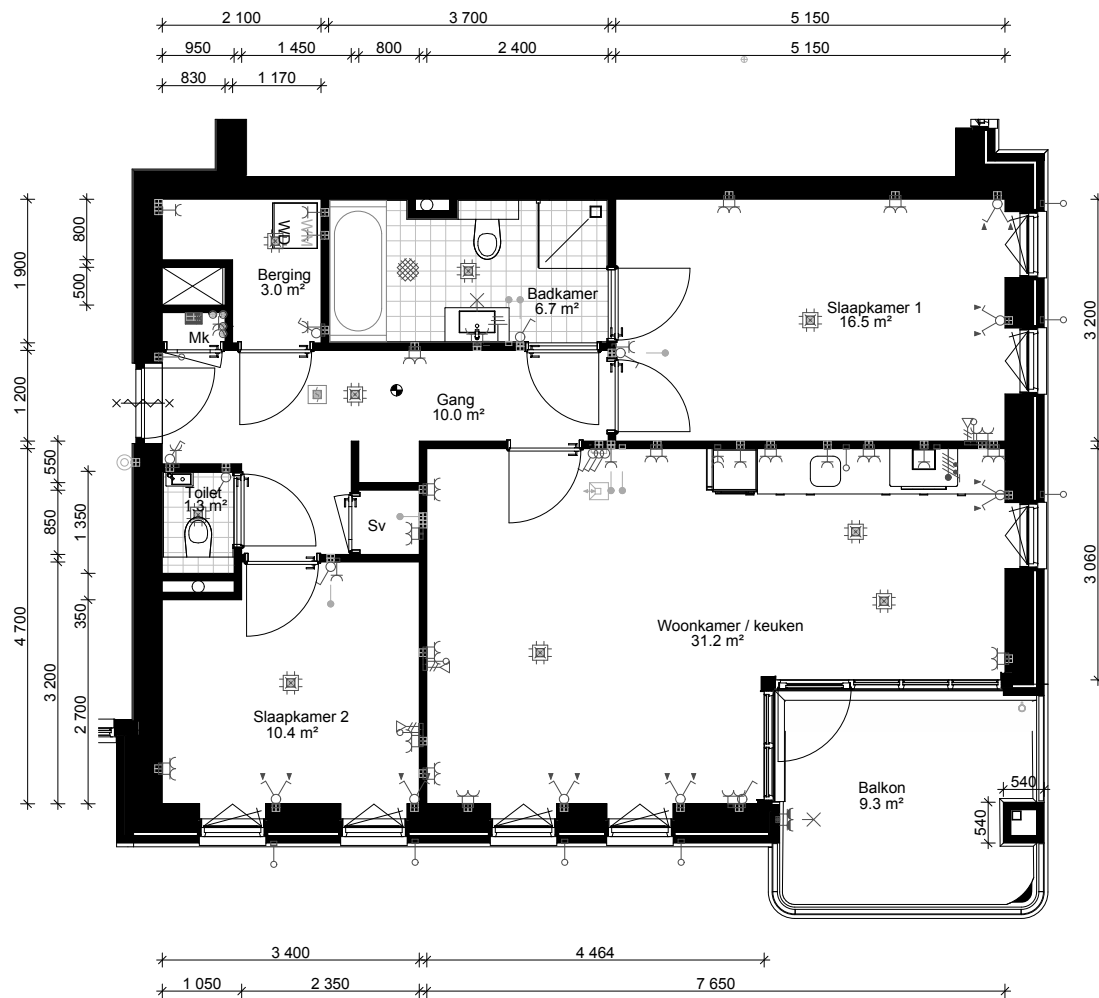 2 100 3 700 5 150
950 1 450 800 2 400 5 150
830 1 170
1 900
1 200
4 700
800
500
550
850
3 200
1 350
350
2 700
3 200
3 060
WD
WM
Berging
3.0 m²
Mk
Badkamer
6.7 m²
Slaapkamer 1
16.5 m²
Gang
10.0 m²
Toilet
1.3 m²
Sv
Woonkamer / keuken
31.2 m²
Slaapkamer 2
10.4 m²
Balkon
9.3 m²
540
540
3 400 4 464
1 050 2 350 7 650